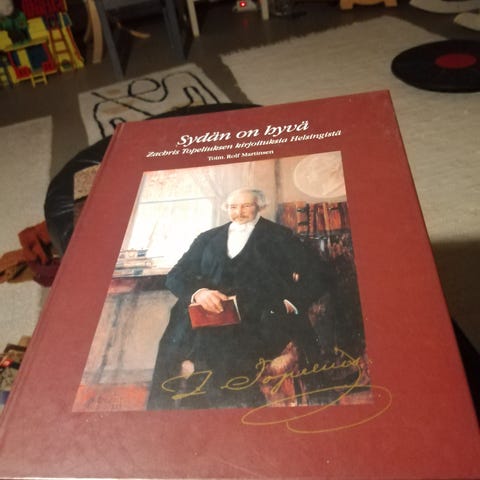 Sydän on hyvä
Zachris Topeliuksen kirjoituksia Helsingistä
Toim. Rolf Martinsen
Z Topelius